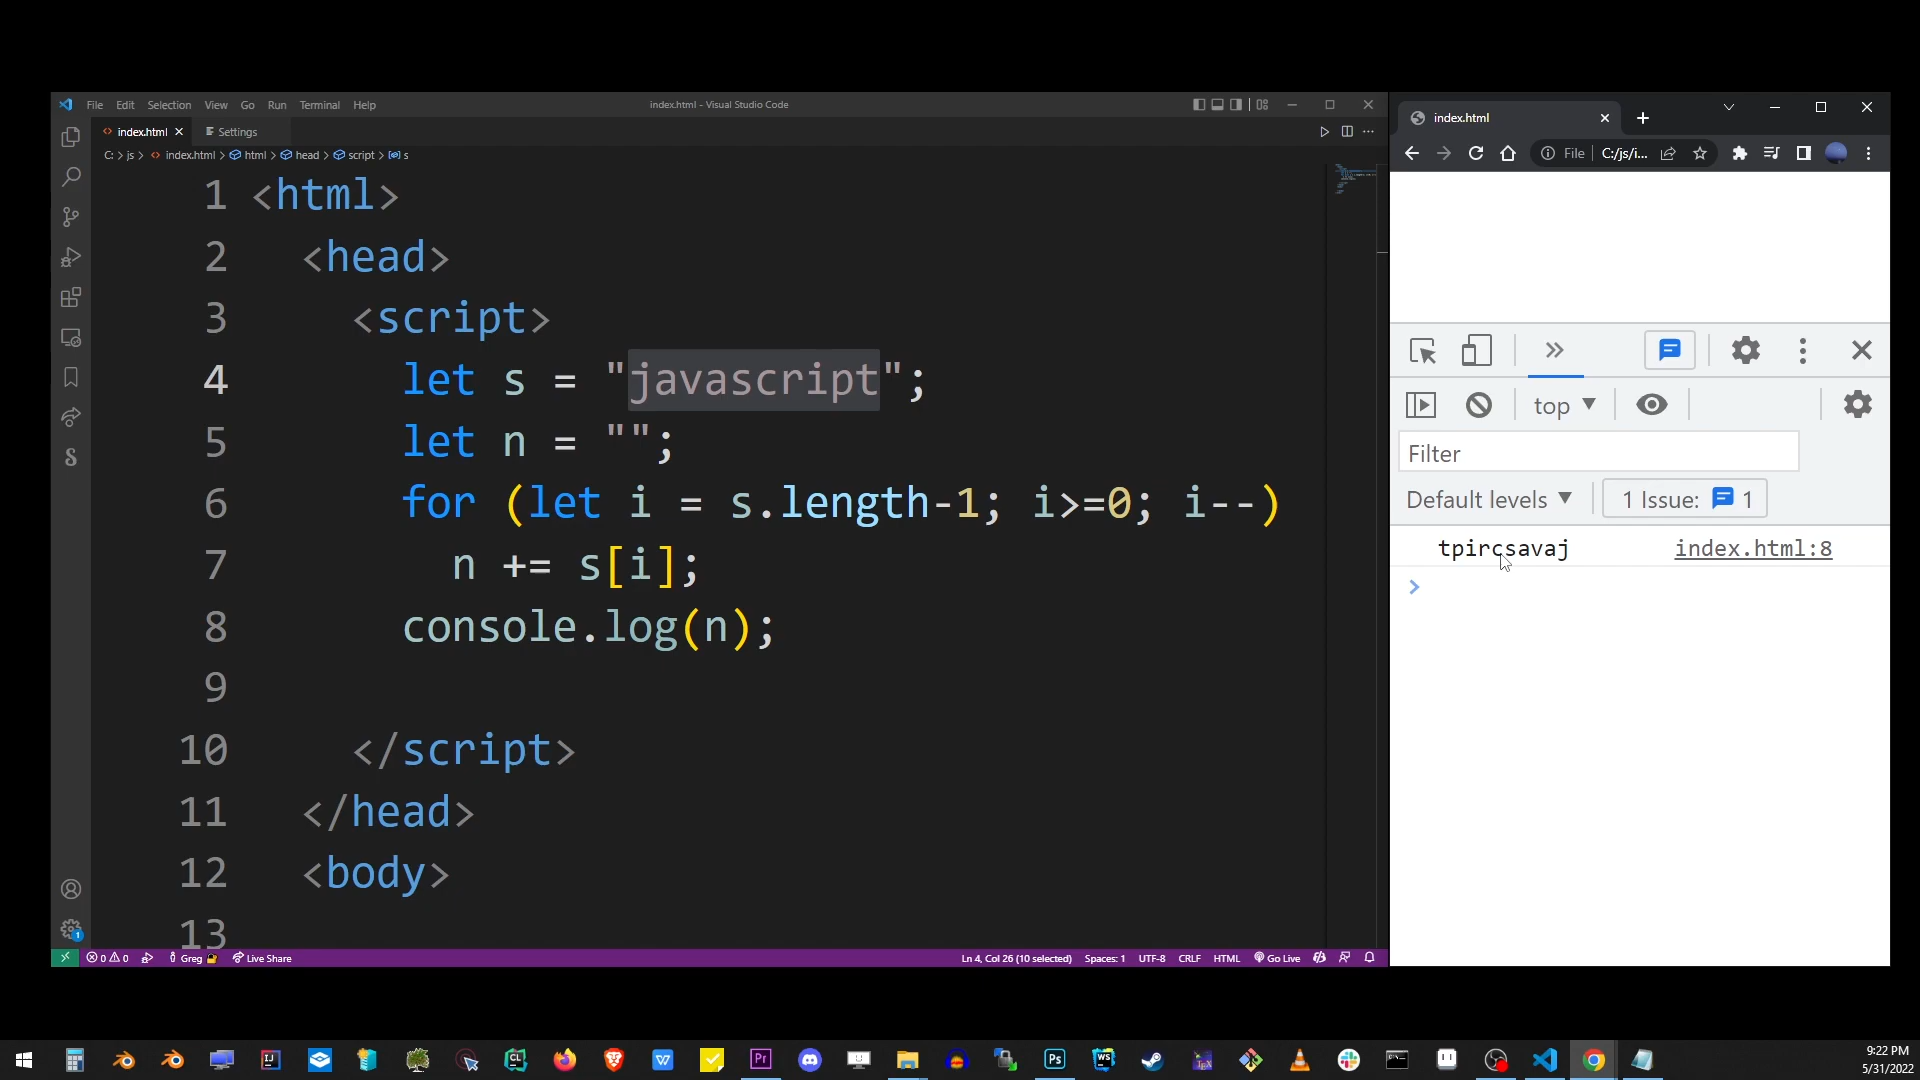 File Edit Selection View Go Run Terminal Help
index.html - Visual Studio Code
index.html
Settings
C: > js > index.html > html > head > script > s
1 <html>
2 <head>
3 <script>
4 let s = "javascript";
5 let n = "";
6 for (let i = s.length-1; i>=0; i--)
7 n += s[i];
8 console.log(n);
9
10 </script>
11 </head>
12 <body>
13
0 0 Greg Live Share
Ln 4, Col 26 (10 selected) Spaces: 1 UTF-8 CRLF HTML Go Live
index.html
File C:/js/i...
top
Filter
Default levels 1 Issue: 1
tpircsavaj index.html:8
9:22 PM
5/31/2022